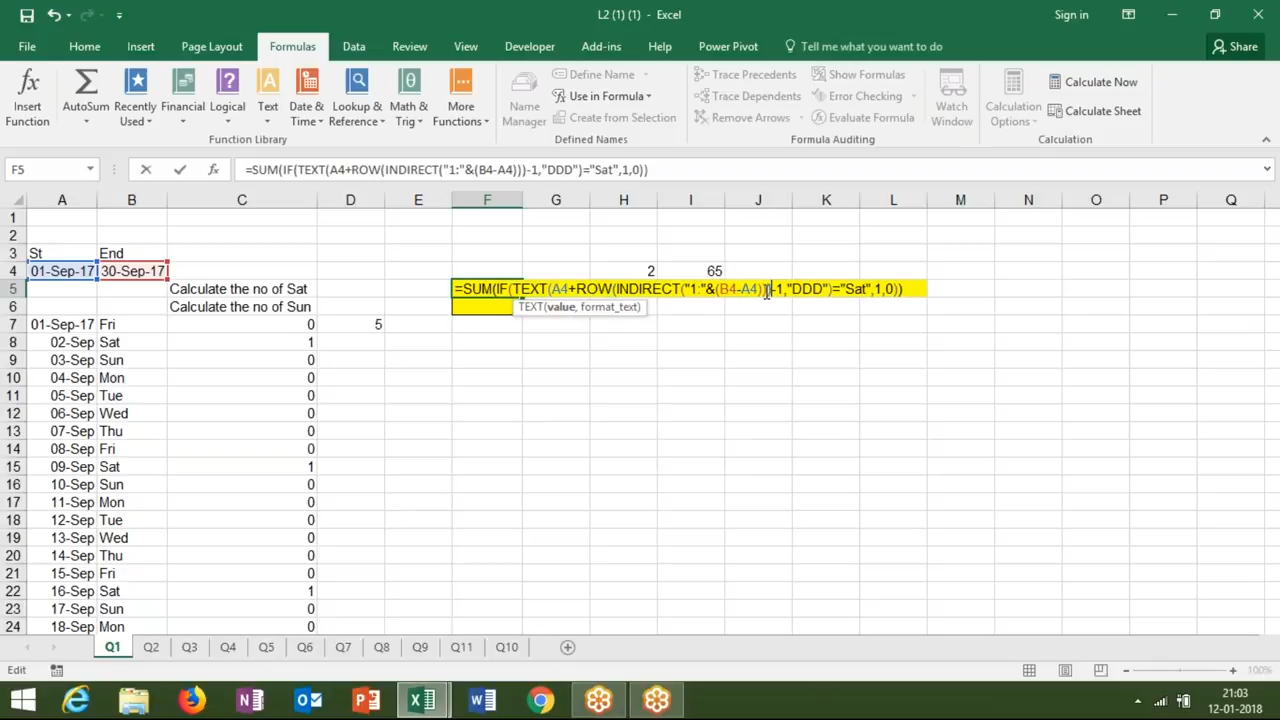 L2 (1) (1) - Excel
Sign in
File Home Insert Page Layout Formulas Data Review View Developer Add-ins Help Power Pivot Tell me what you want to do Share
Insert Function
AutoSum
Recently Used
Financial
Logical
Text
Date & Time
Lookup & Reference
Math & Trig
More Functions
Function Library
Name Manager
Define Name
Use in Formula
Create from Selection
Defined Names
Trace Precedents
Trace Dependents
Remove Arrows
Show Formulas
Error Checking
Evaluate Formula
Formula Auditing
Watch Window
Calculation Options
Calculate Now
Calculate Sheet
Calculation
F5 fx =SUM(IF(TEXT(A4+ROW(INDIRECT("1:"&(B4-A4)))-1,"DDD")="Sat",1,0))
A B C D E F G H I J K L M N O P Q
1
2
3 St End
4 01-Sep-17 30-Sep-17 2 65
5 Calculate the no of Sat =SUM(IF(TEXT(A4+ROW(INDIRECT("1:"&(B4-A4)))-1,"DDD")="Sat",1,0))
6 Calculate the no of Sun TEXT(value, format_text)
7 01-Sep-17 Fri 0 5
8 02-Sep Sat 1
9 03-Sep Sun 0
10 04-Sep Mon 0
11 05-Sep Tue 0
12 06-Sep Wed 0
13 07-Sep Thu 0
14 08-Sep Fri 0
15 09-Sep Sat 1
16 10-Sep Sun 0
17 11-Sep Mon 0
18 12-Sep Tue 0
19 13-Sep Wed 0
20 14-Sep Thu 0
21 15-Sep Fri 0
22 16-Sep Sat 1
23 17-Sep Sun 0
24 18-Sep Mon 0
Q1 Q2 Q3 Q4 Q5 Q6 Q7 Q8 Q9 Q11 Q10
Edit 100%
21:03
12-01-2018